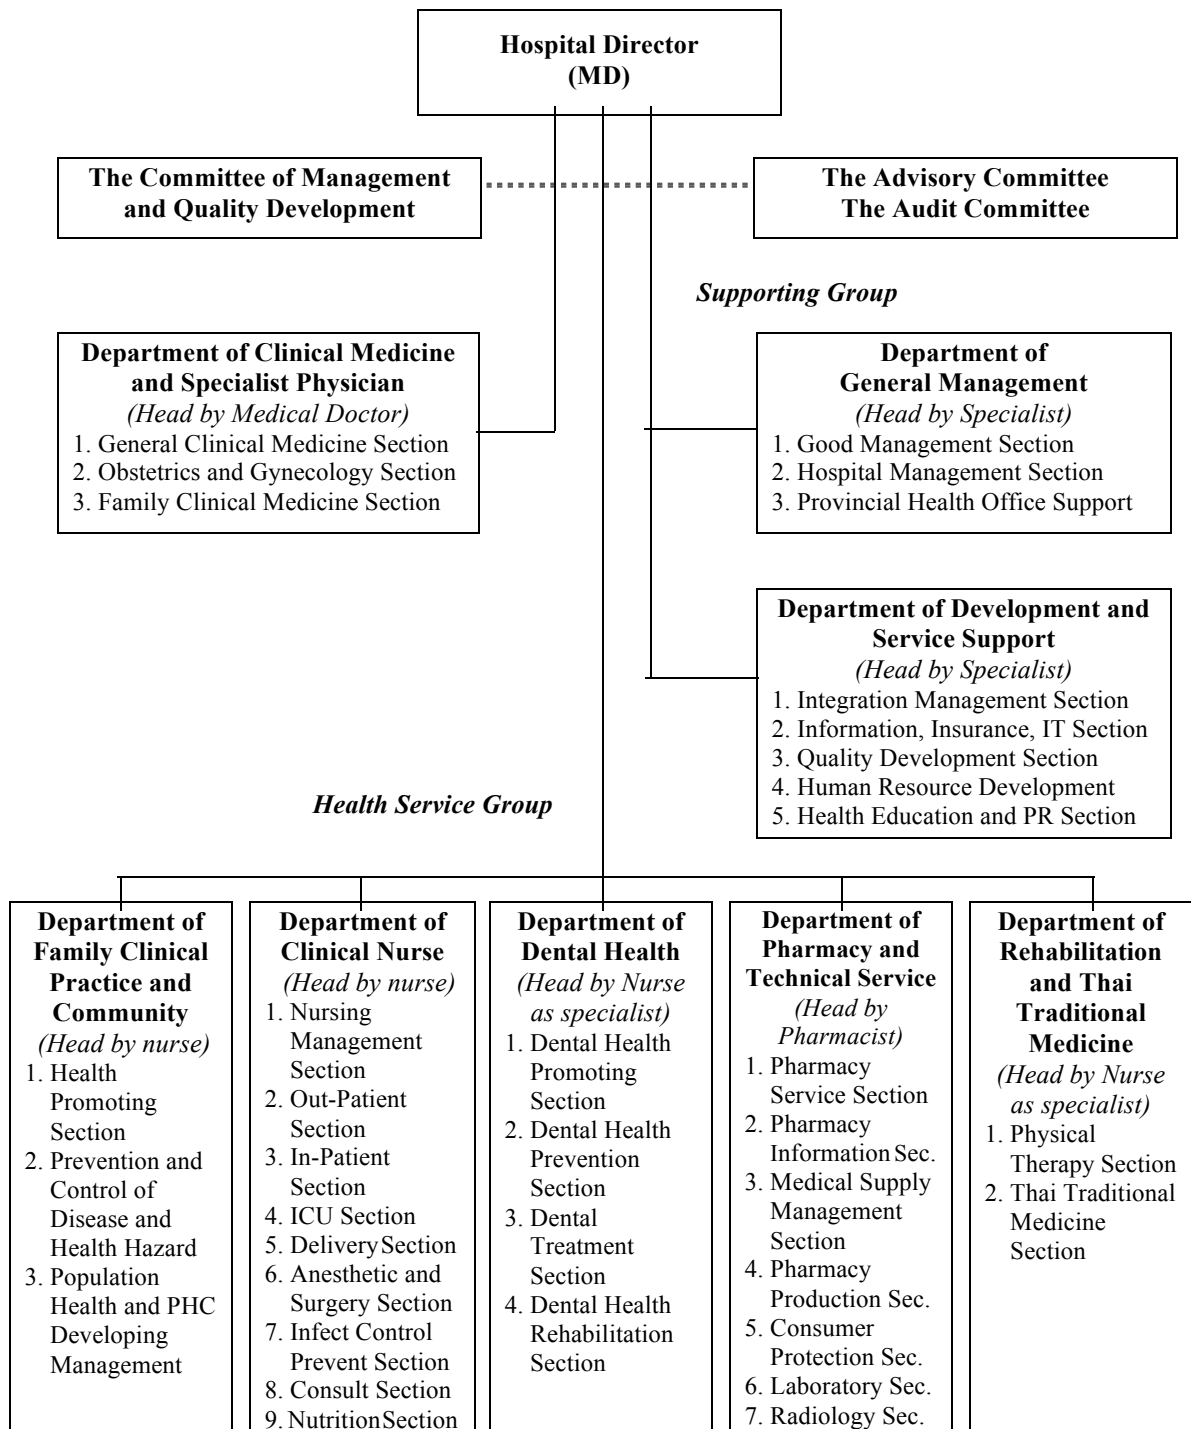 Hospital Director
(MD)
The Committee of Management
and Quality Development
The Advisory Committee
The Audit Committee
Supporting Group
Department of Clinical Medicine
and Specialist Physician
(Head by Medical Doctor)
1. General Clinical Medicine Section
2. Obstetrics and Gynecology Section
3. Family Clinical Medicine Section
Department of
General Management
(Head by Specialist)
1. Good Management Section
2. Hospital Management Section
3. Provincial Health Office Support
Department of Development and
Service Support
(Head by Specialist)
1. Integration Management Section
2. Information, Insurance, IT Section
3. Quality Development Section
4. Human Resource Development
5. Health Education and PR Section
Health Service Group
Department of
Family Clinical
Practice and
Community
(Head by nurse)
1. Health
Promoting
Section
2. Prevention and
Control of
Disease and
Health Hazard
3. Population
Health and PHC
Developing
Management
Department of
Clinical Nurse
(Head by nurse)
1. Nursing
Management
Section
2. Out-Patient
Section
3. In-Patient
Section
4. ICU Section
5. Delivery Section
6. Anesthetic and
Surgery Section
7. Infect Control
Prevent Section
8. Consult Section
9. Nutrition Section
Department of
Dental Health
(Head by Nurse
as specialist)
1. Dental Health
Promoting
Section
2. Dental Health
Prevention
Section
3. Dental
Treatment
Section
4. Dental Health
Rehabilitation
Section
Department of
Pharmacy and
Technical Service
(Head by
Pharmacist)
1. Pharmacy
Service Section
2. Pharmacy
Information Sec.
3. Medical Supply
Management
Section
4. Pharmacy
Production Sec.
5. Consumer
Protection Sec.
6. Laboratory Sec.
7. Radiology Sec.
Department of
Rehabilitation
and Thai
Traditional
Medicine
(Head by Nurse
as specialist)
1. Physical
Therapy Section
2. Thai Traditional
Medicine
Section